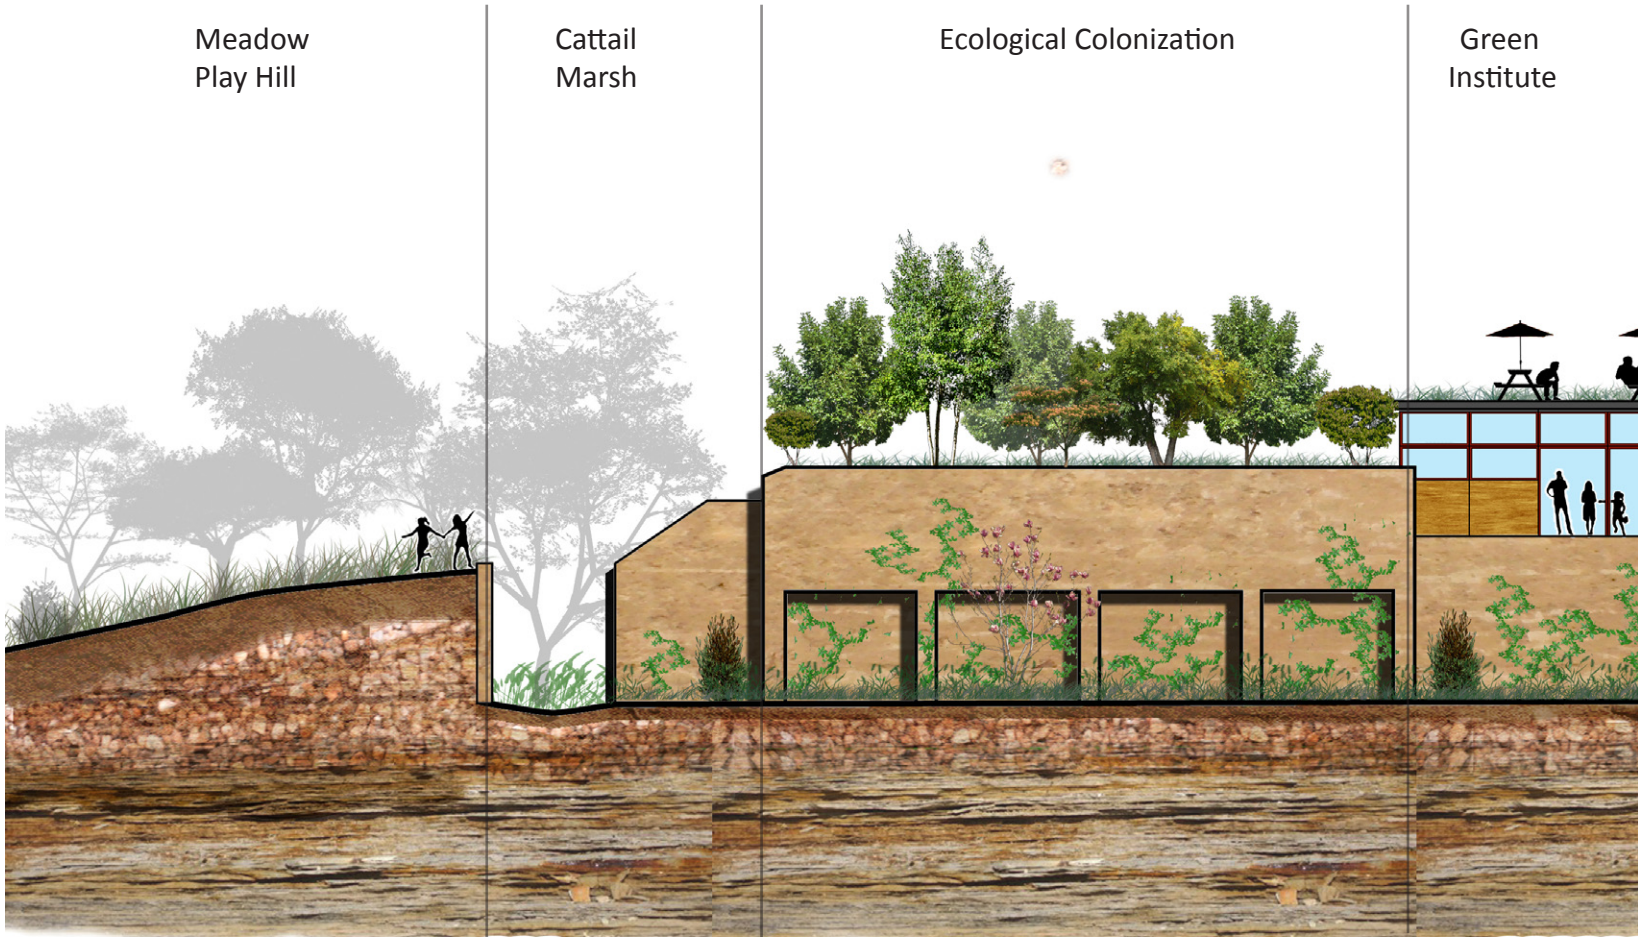 Meadow
Play Hill
Cattail
Marsh
Ecological Colonization
Green
Institute